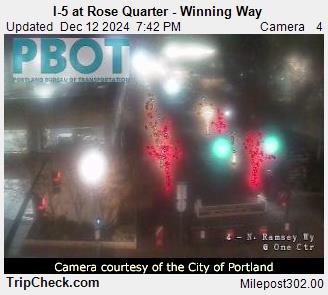 I-5 at Rose Quarter - Winning Way
Updated Dec 12 2024 7:42 PM Camera 4
PBOT
PORTLAND BUREAU OF TRANSPORTATION
4 - N. Ramsey Wy
@ One Ctr
Camera courtesy of the City of Portland
TripCheck.com Milepost302.00